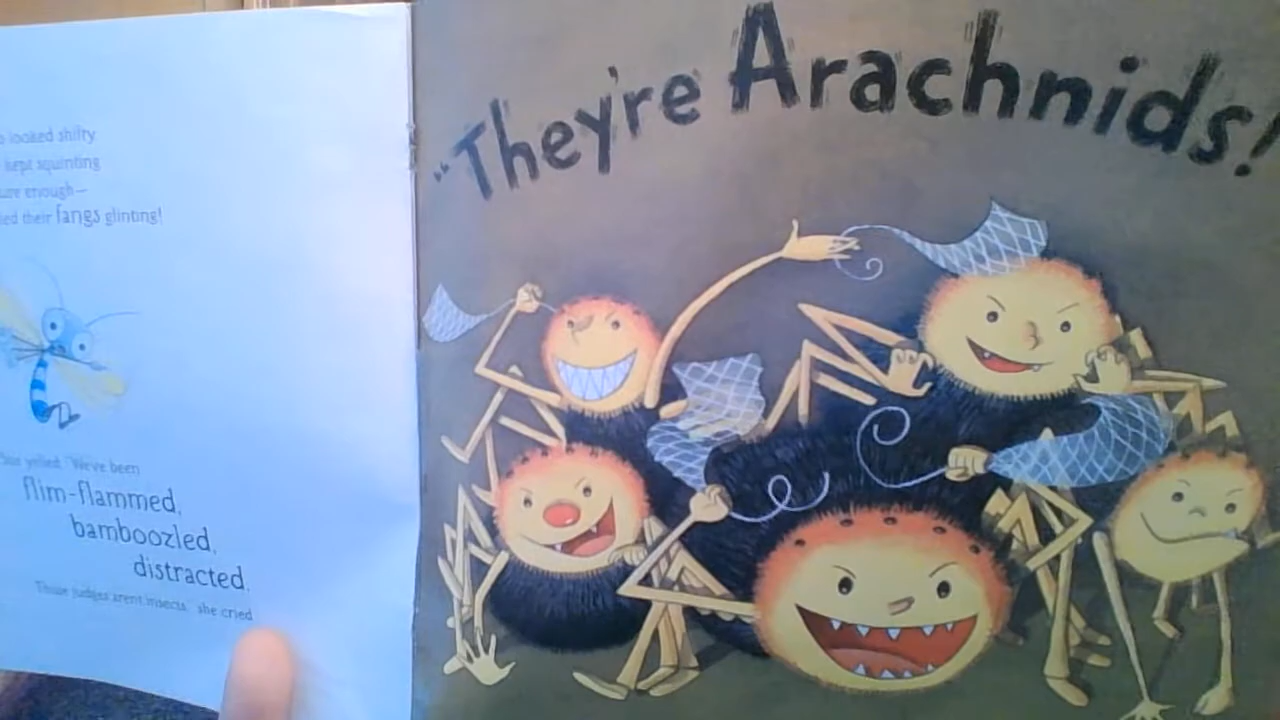 looked shifty
kept squinting
ure enough—
ied their fangs glinting!
yelled "We've been
flim-flammed,
bamboozled,
distracted.
Those judges aren't insects," she cried
"They're Arachnids!